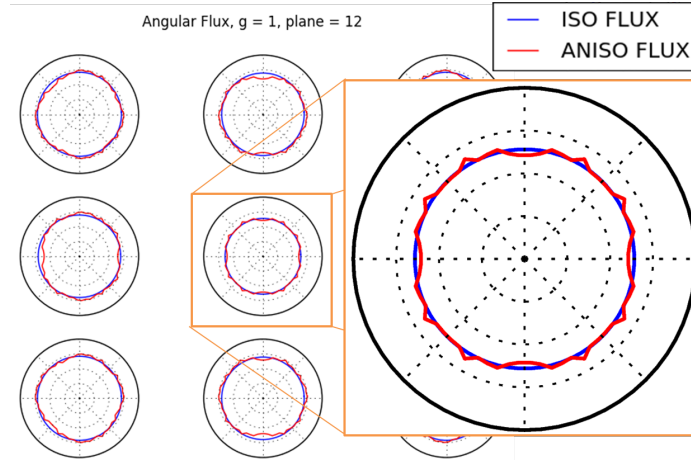 Angular Flux, g = 1, plane = 12
ISO FLUX
ANISO FLUX